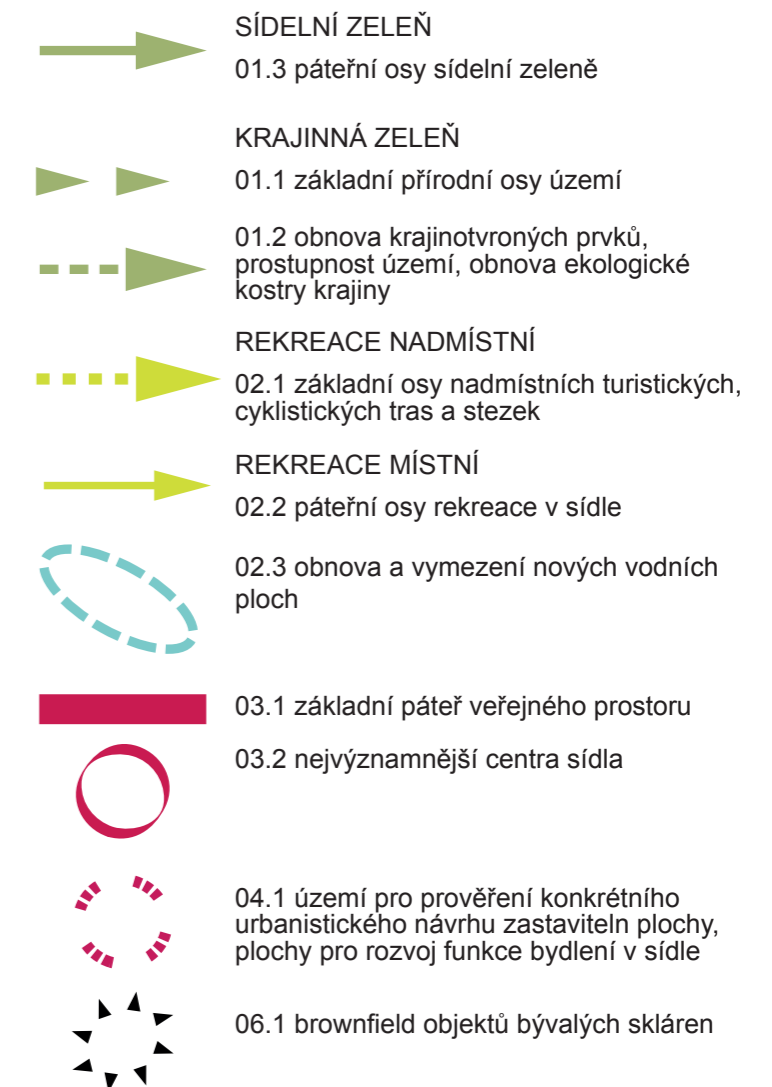 SÍDELNÍ ZELEŇ
01.3 páteřní osy sídelní zeleně
KRAJINNÁ ZELEŇ
01.1 základní přírodní osy území
01.2 obnova krajinotvroných prvků,
prostupnost území, obnova ekologické
kostry krajiny
REKREACE NADMÍSTNÍ
02.1 základní osy nadmístních turistických,
cyklistických tras a stezek
REKREACE MÍSTNÍ
02.2 páteřní osy rekreace v sídle
02.3 obnova a vymezení nových vodních
ploch
03.1 základní páteř veřejného prostoru
03.2 nejvýznamnější centra sídla
04.1 území pro prověření konkrétního
urbanistického návrhu zastaviteln plochy,
plochy pro rozvoj funkce bydlení v sídle
06.1 brownfield objektů bývalých skláren